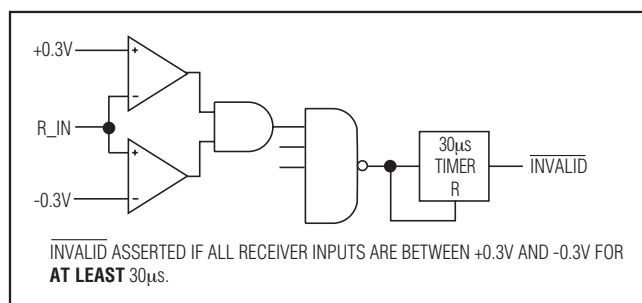 +0.3V
+
-
R_IN
+
-
-0.3V
30μs
TIMER
R
INVALID
INVALID ASSERTED IF ALL RECEIVER INPUTS ARE BETWEEN +0.3V AND -0.3V FOR
AT LEAST 30μs.